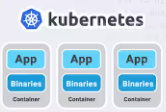 kubernetes
App App App
Binaries Binaries Binaries
Container Container Container